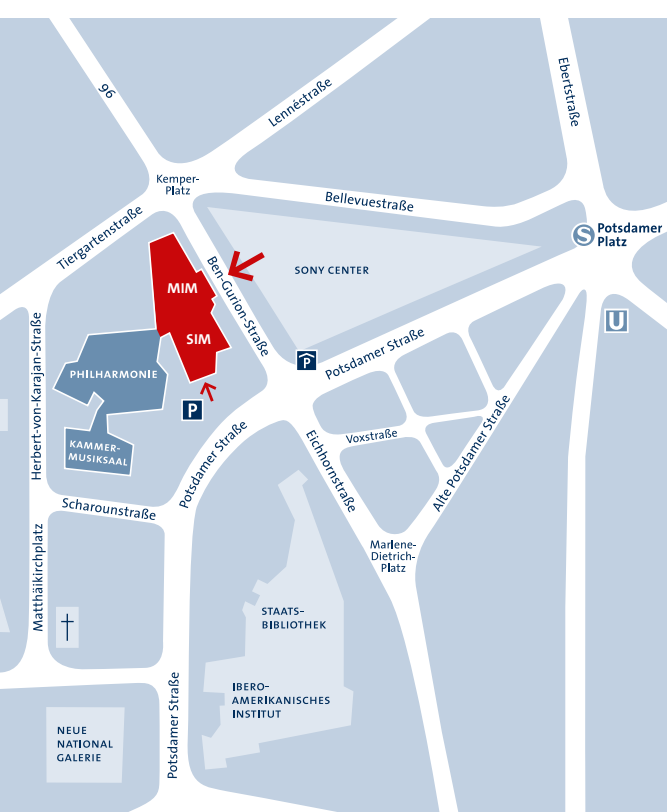 96
Lennéstraße
Ebertstraße
Kemper-
Platz
Bellevuestraße
Tiergartenstraße
S
Potsdamer
Platz
Ben-Gurion-Straße
SONY CENTER
MIM
SIM
U
Herbert-von-Karajan-Straße
P
Potsdamer Straße
PHILHARMONIE
P
Voxstraße
KAMMER-
MUSIKSAAL
Potsdamer Straße
Eichhornstraße
Alte Potsdamer Straße
Scharounstraße
Matthäikirchplatz
Marlene-
Dietrich-
Platz
STAATS-
BIBLIOTHEK
IBERO-
AMERIKANISCHES
INSTITUT
Potsdamer Straße
NEUE
NATIONAL
GALERIE